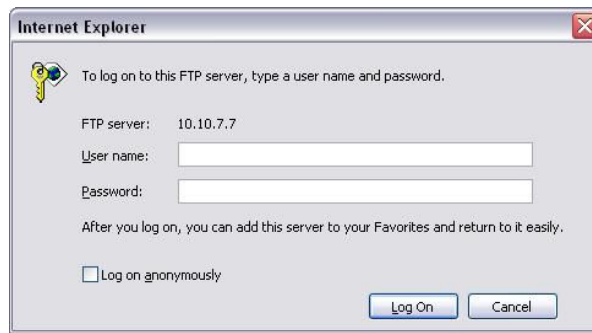 Internet Explorer
To log on to this FTP server, type a user name and password.
FTP server: 10.10.7.7
User name:
Password:
After you log on, you can add this server to your Favorites and return to it easily.
Log on anonymously
Log On Cancel